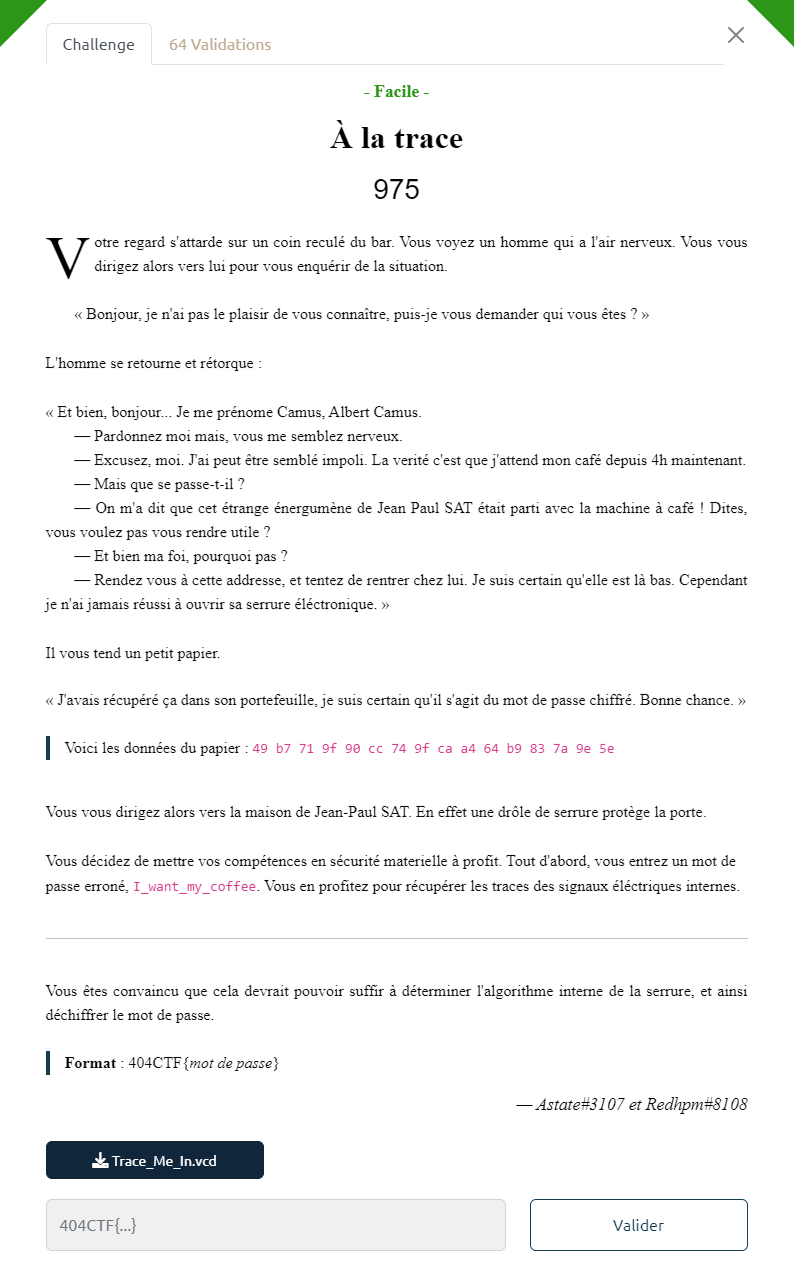 Challenge
64 Validations
- Facile -
À la trace
975
Votre regard s'attarde sur un coin reculé du bar. Vous voyez un homme qui a l'air nerveux. Vous vous
dirigez alors vers lui pour vous enquérir de la situation.
« Bonjour, je n'ai pas le plaisir de vous connaître, puis-je vous demander qui vous êtes ? »
L'homme se retourne et rétorque :
« Et bien, bonjour... Je me prénome Camus, Albert Camus.
— Pardonnez moi mais, vous me semblez nerveux.
— Excusez, moi. J'ai peut être semblé impoli. La verité c'est que j'attend mon café depuis 4h maintenant.
— Mais que se passe-t-il ?
— On m'a dit que cet étrange énergumène de Jean Paul SAT était parti avec la machine à café ! Dites,
vous voulez pas vous rendre utile ?
— Et bien ma foi, pourquoi pas ?
— Rendez vous à cette addresse, et tentez de rentrer chez lui. Je suis certain qu'elle est là bas. Cependant
je n'ai jamais réussi à ouvrir sa serrure éléctronique. »
Il vous tend un petit papier.
« J'avais récupéré ça dans son portefeuille, je suis certain qu'il s'agit du mot de passe chiffré. Bonne chance. »
Voici les données du papier : 49 b7 71 9f 90 cc 74 9f ca a4 64 b9 83 7a 9e 5e
Vous vous dirigez alors vers la maison de Jean-Paul SAT. En effet une drôle de serrure protège la porte.
Vous décidez de mettre vos compétences en sécurité materielle à profit. Tout d'abord, vous entrez un mot de
passe erroné, I_want_my_coffee. Vous en profitez pour récupérer les traces des signaux éléctriques internes.
Vous êtes convaincu que cela devrait pouvoir suffir à déterminer l'algorithme interne de la serrure, et ainsi
déchiffrer le mot de passe.
Format : 404CTF{mot de passe}
— Astate#3107 et Redhpm#8108
Trace_Me_In.vcd
404CTF{...}
Valider